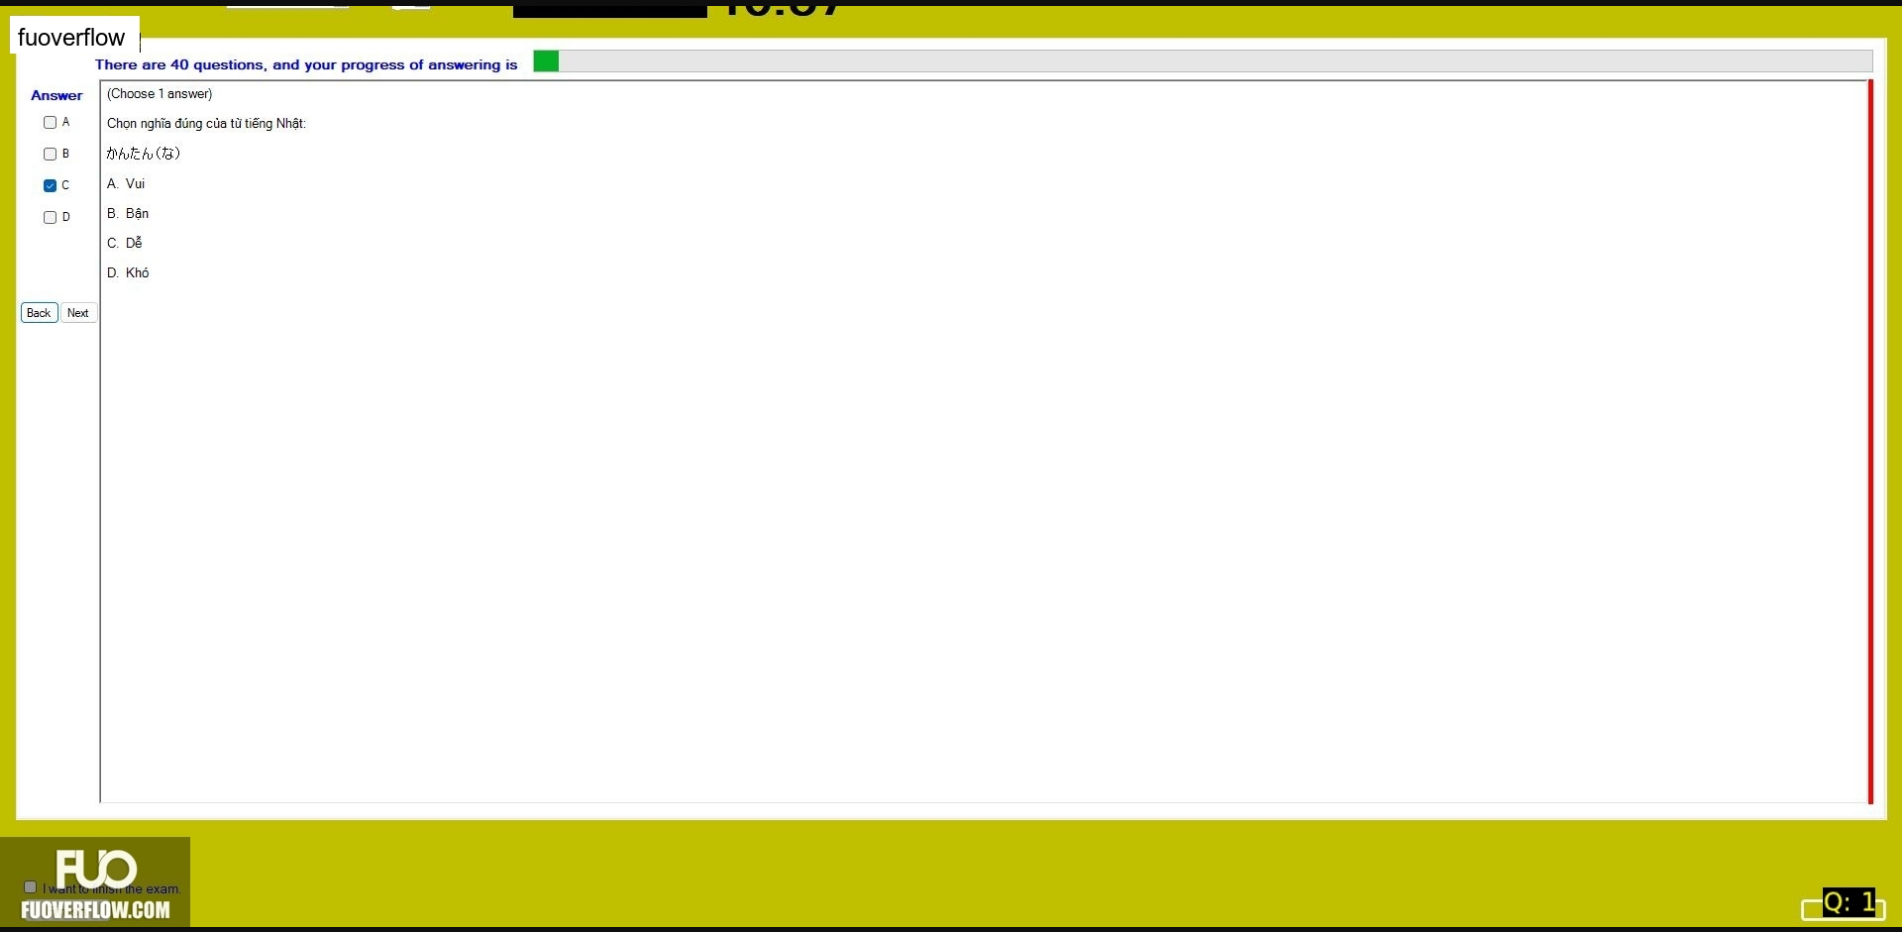 fuoverflow
There are 40 questions, and your progress of answering is
Answer
(Choose 1 answer)
A
Chọn nghĩa đúng của từ tiếng Nhật:
B
かんたん(な)
C
A. Vui
D
B. Bận
C. Dễ
D. Khó
Back Next
FUO
I want to finish the exam.
FUOVERFLOW.COM
Q: 1